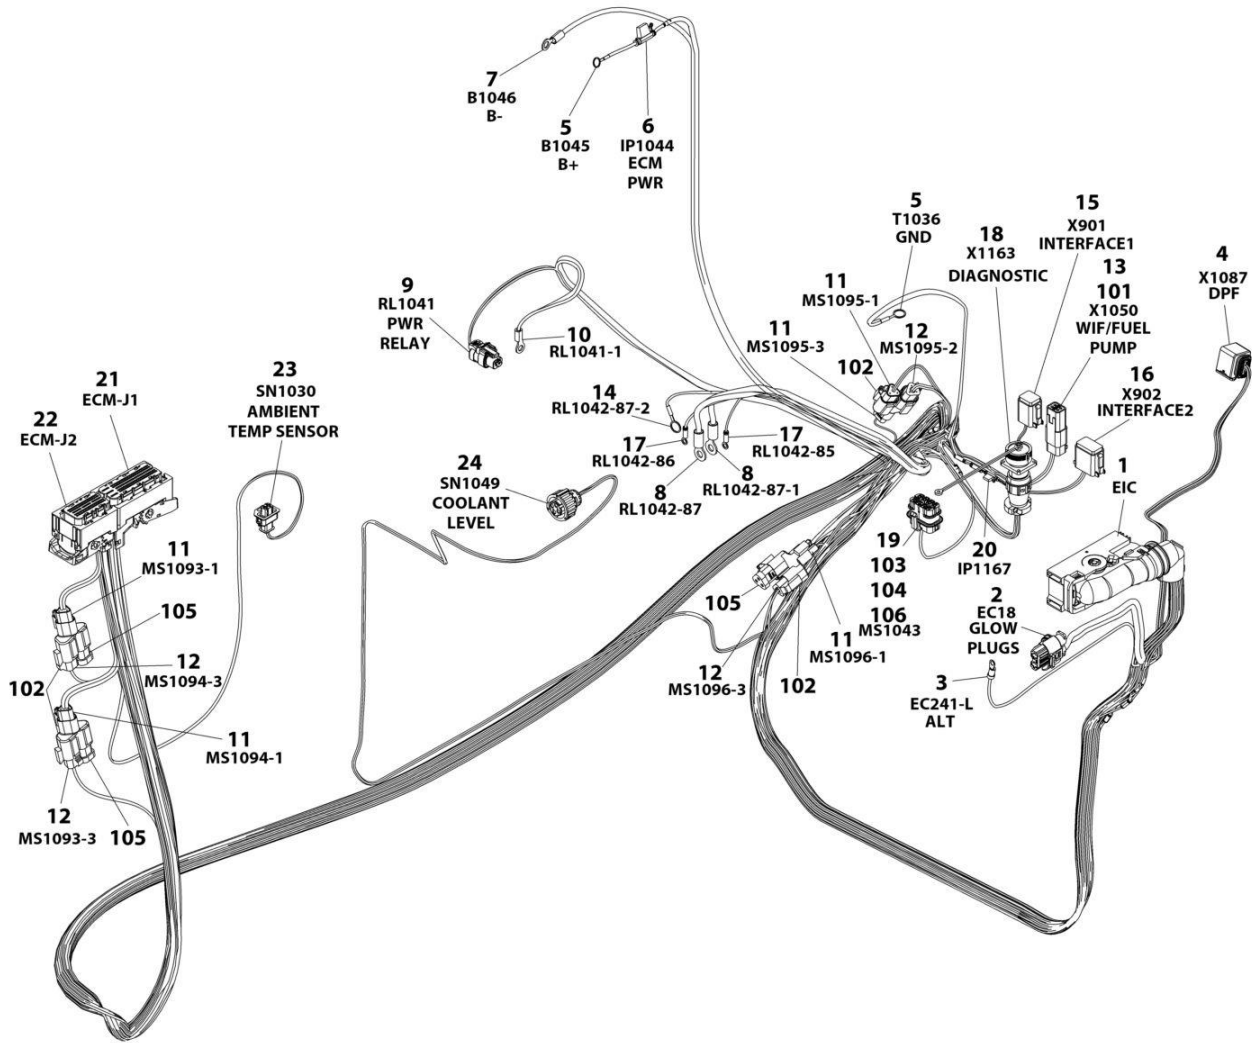 7
B1046
B-
5
B1045
B+
6
IP1044
ECM
PWR
5
T1036
GND
18
X1163
DIAGNOSTIC
15
X901
INTERFACE1
13
101
X1050
WIF/FUEL
PUMP
4
X1087
DPF
9
RL1041
PWR
RELAY
10
RL1041-1
11
MS1095-1
11
MS1095-3
12
MS1095-2
102
16
X902
INTERFACE2
21
ECM-J1
22
ECM-J2
23
SN1030
AMBIENT
TEMP SENSOR
14
RL1042-87-2
17
RL1042-86
17
RL1042-85
8
RL1042-87
8
RL1042-87-1
24
SN1049
COOLANT
LEVEL
1
EIC
19
103
104
106
MS1043
20
IP1167
2
EC18
GLOW
PLUGS
11
MS1093-1
105
12
MS1094-3
102
11
MS1094-1
12
MS1093-3
105
105
11
MS1096-1
12
MS1096-3
102
3
EC241-L
ALT